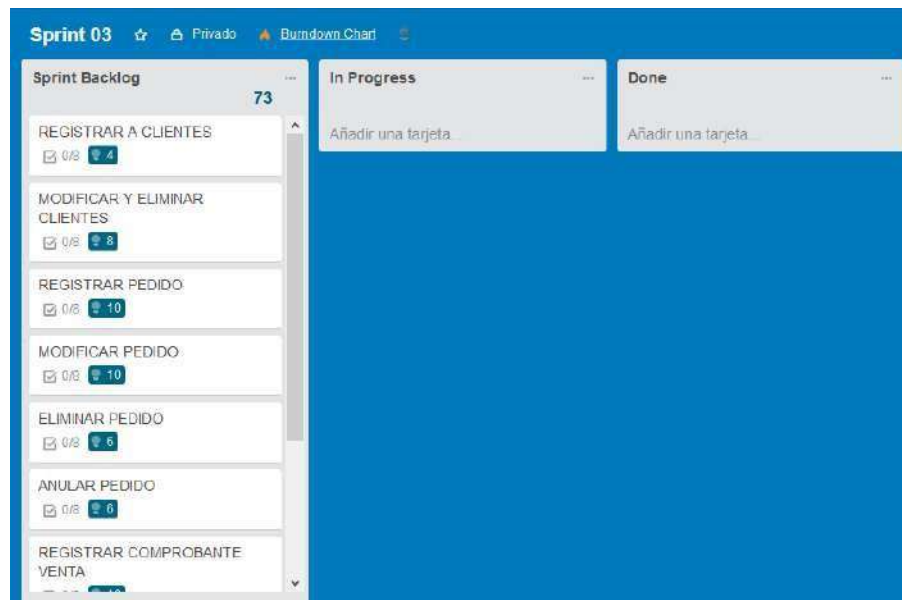 Sprint 03 Privado Burndown Chart
Sprint Backlog
73
REGISTRAR A CLIENTES
0/8 4
MODIFICAR Y ELIMINAR
CLIENTES
0/8 8
REGISTRAR PEDIDO
0/8 10
MODIFICAR PEDIDO
0/8 10
ELIMINAR PEDIDO
0/8 6
ANULAR PEDIDO
0/8 6
REGISTRAR COMPROBANTE
VENTA
In Progress
Añadir una tarjeta...
Done
Añadir una tarjeta...